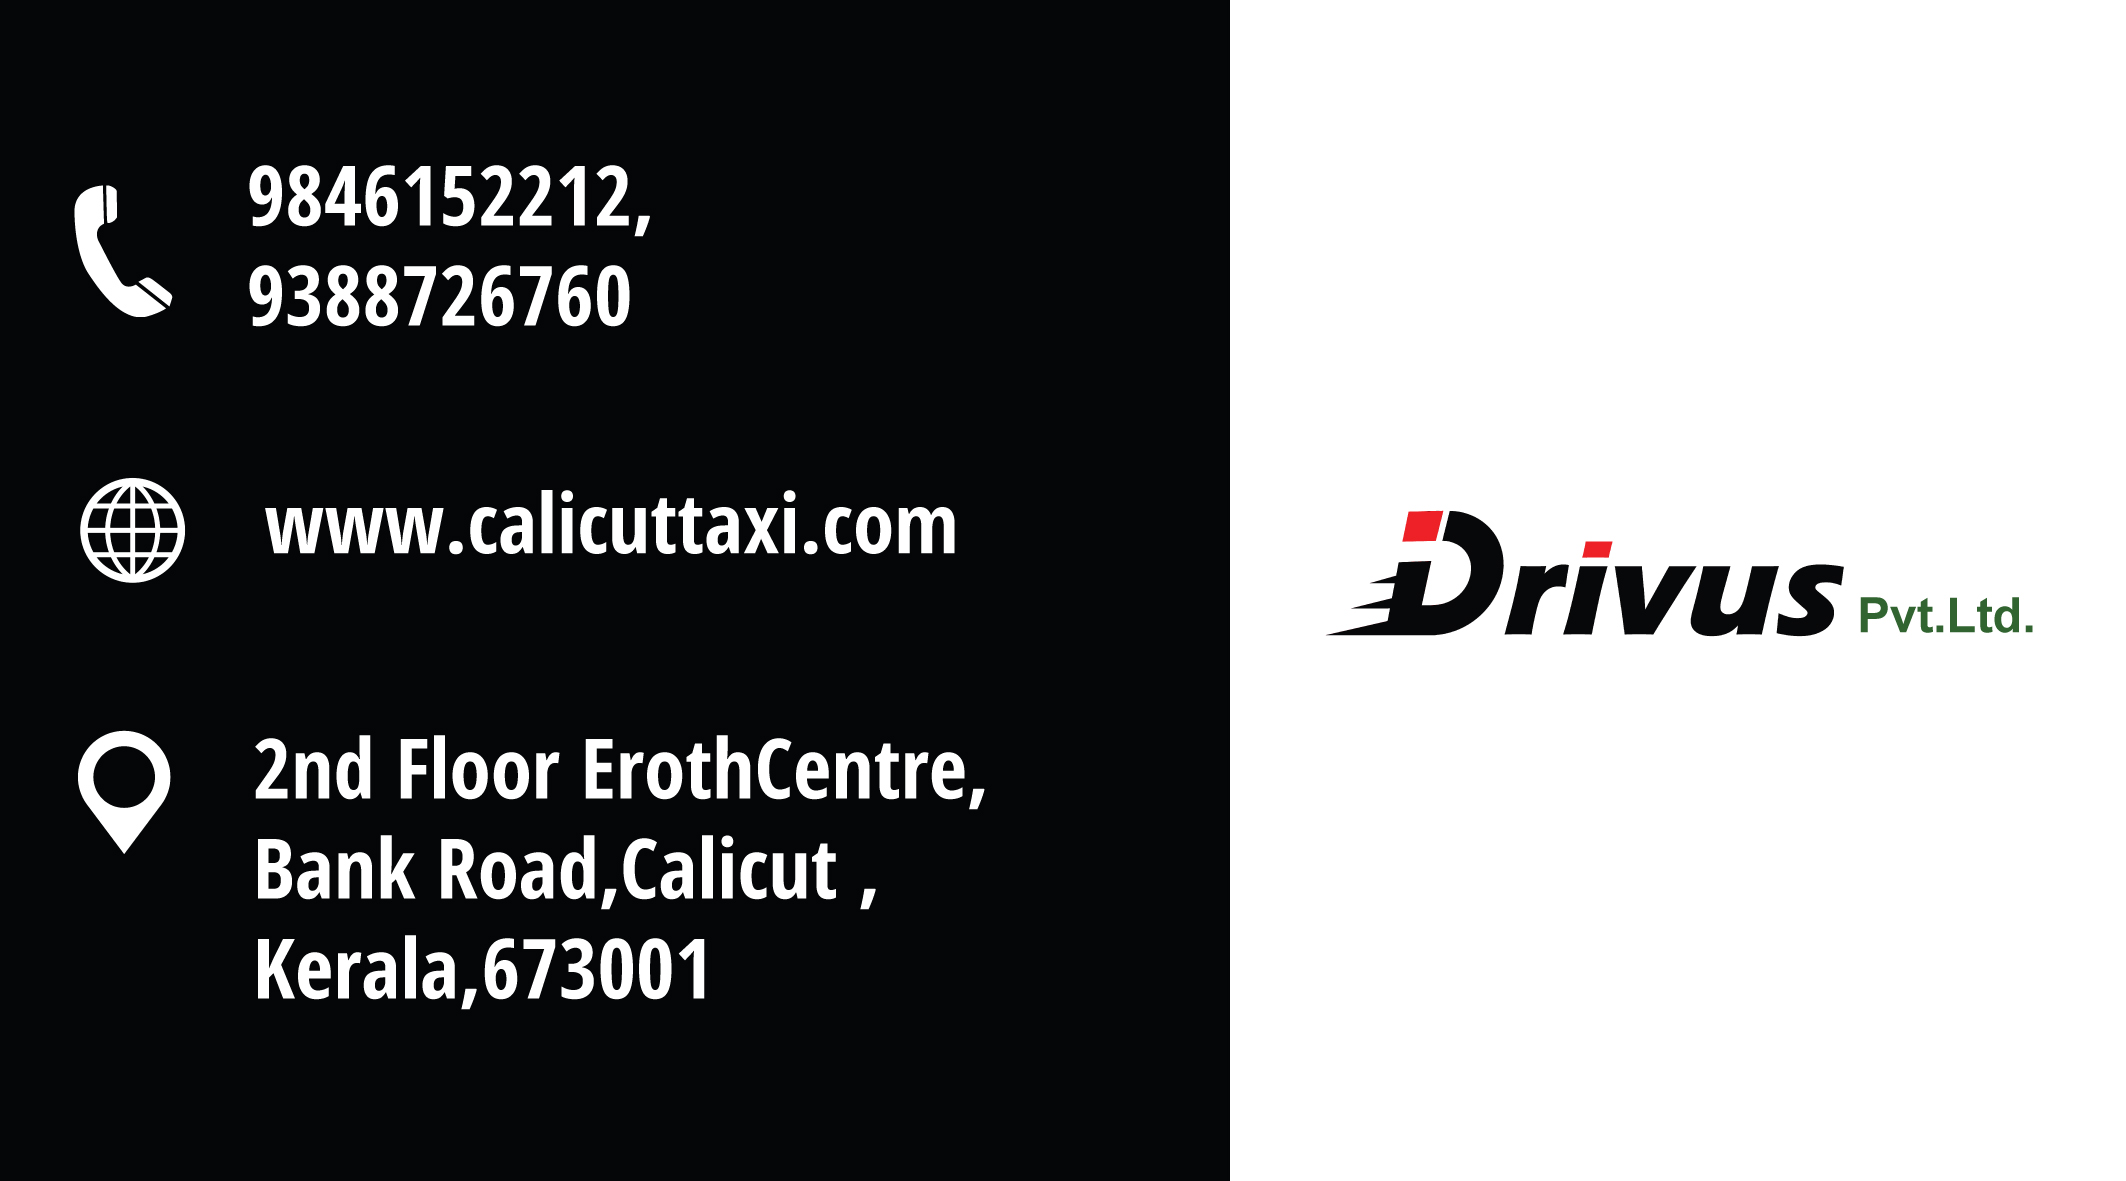 9846152212,
9388726760
www.calicuttaxi.com
2nd Floor ErothCentre,
Bank Road,Calicut ,
Kerala,673001
Drivus Pvt.Ltd.